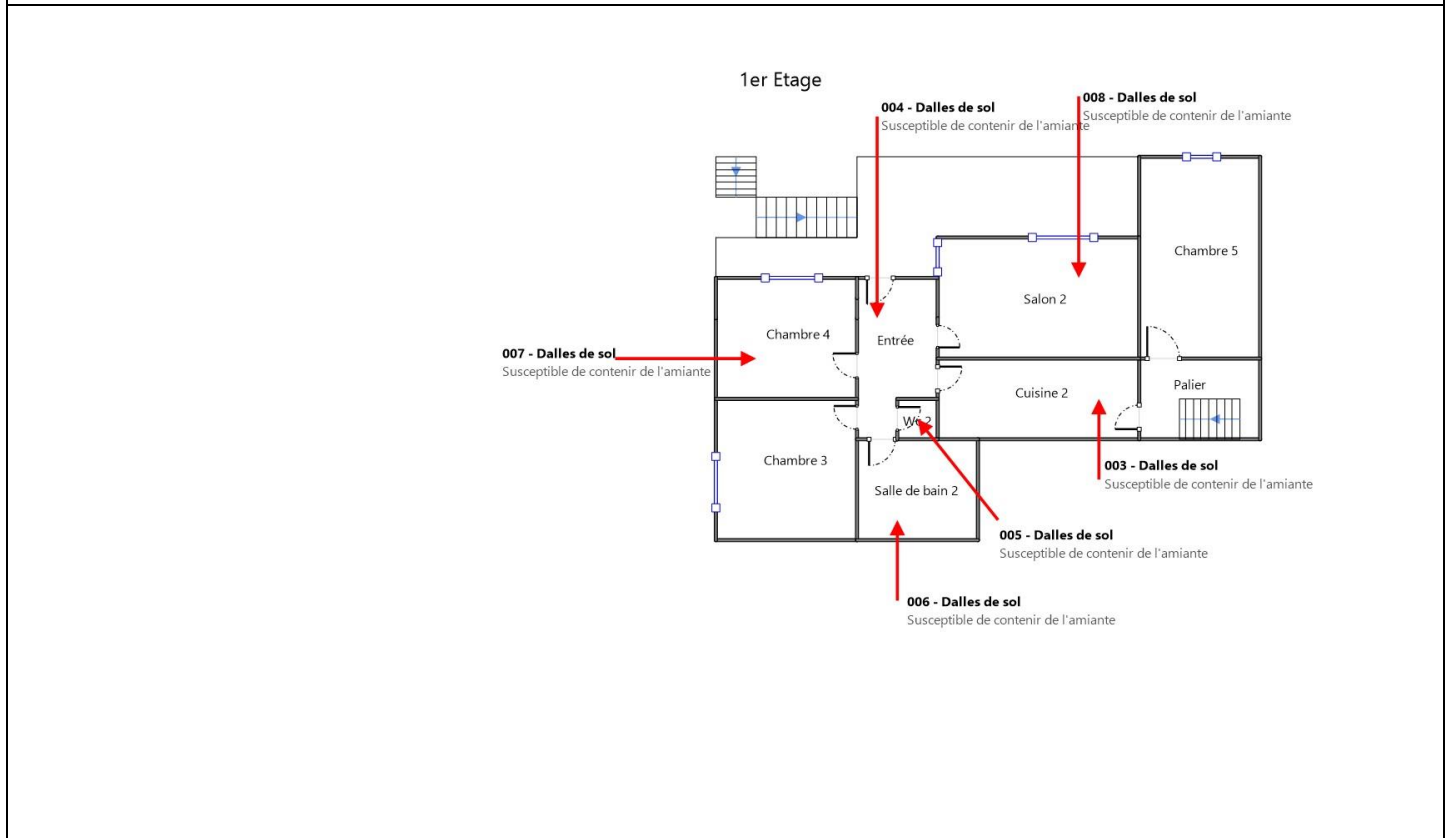 1er Etage
004 - Dalles de sol
Susceptible de contenir de l'amiante
008 - Dalles de sol
Susceptible de contenir de l'amiante
Chambre 5
Salon 2
Chambre 4
Entrée
007 - Dalles de sol
Susceptible de contenir de l'amiante
Palier
Cuisine 2
Wc 2
Chambre 3
003 - Dalles de sol
Susceptible de contenir de l'amiante
Salle de bain 2
005 - Dalles de sol
Susceptible de contenir de l'amiante
006 - Dalles de sol
Susceptible de contenir de l'amiante